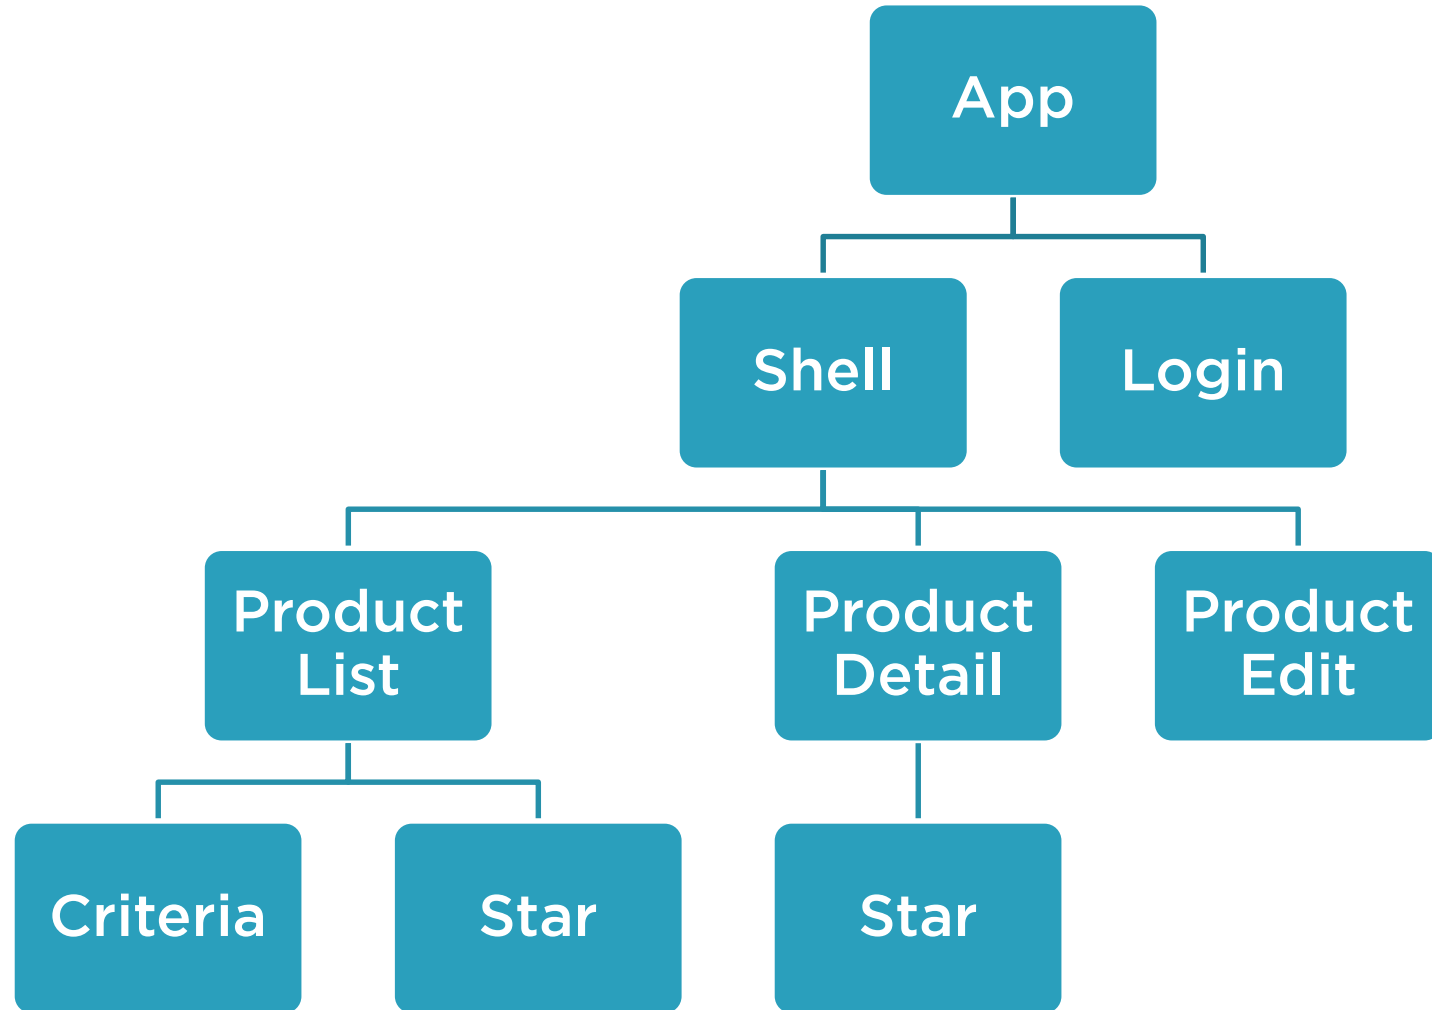 App
Shell
Login
Product
List
Product
Detail
Product
Edit
Criteria
Star
Star